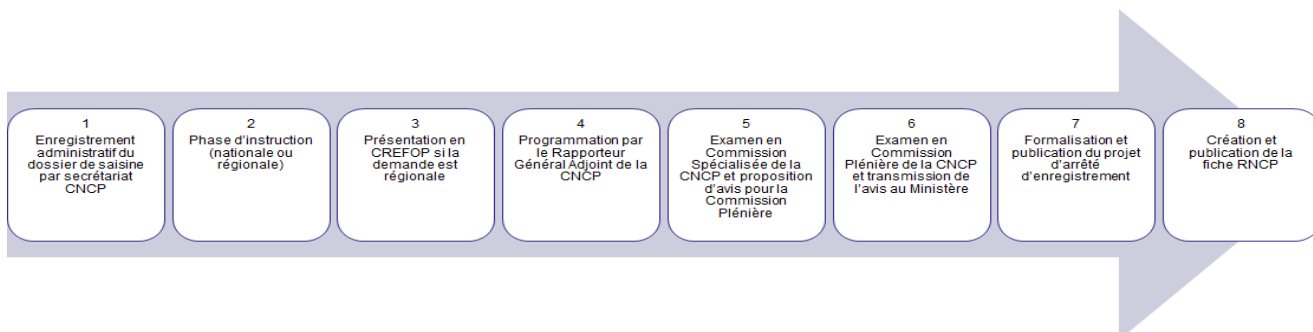 1
Enregistrement
administratif du
dossier de saisine
par secrétariat
CNCP
2
Phase d'instruction
(nationale ou
régionale)
3
Présentation en
CREFOP si la
demande est
régionale
4
Programmation par
le Rapporteur
Général Adjoint de la
CNCP
5
Examen en
Commission
Spécialisée de la
CNCP et proposition
d'avis pour la
Commission
Plénière
6
Examen en
Commission
Plénière de la CNCP
et transmission de
l'avis au Ministère
7
Formalisation et
publication du projet
d'arrêté
d'enregistrement
8
Création et
publication de la
fiche RNCP